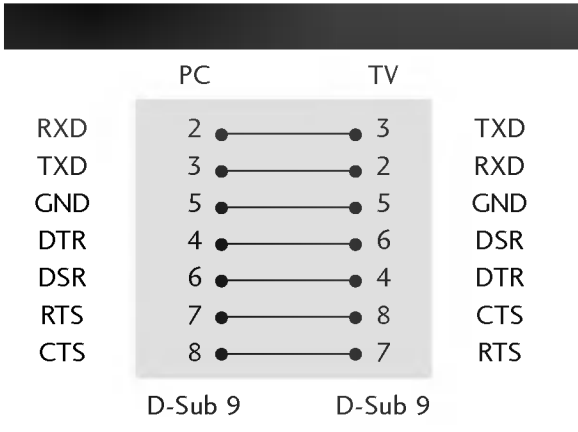 PC TV
RXD 2 3 TXD
TXD 3 2 RXD
GND 5 5 GND
DTR 4 6 DSR
DSR 6 4 DTR
RTS 7 8 CTS
CTS 8 7 RTS
D-Sub 9 D-Sub 9